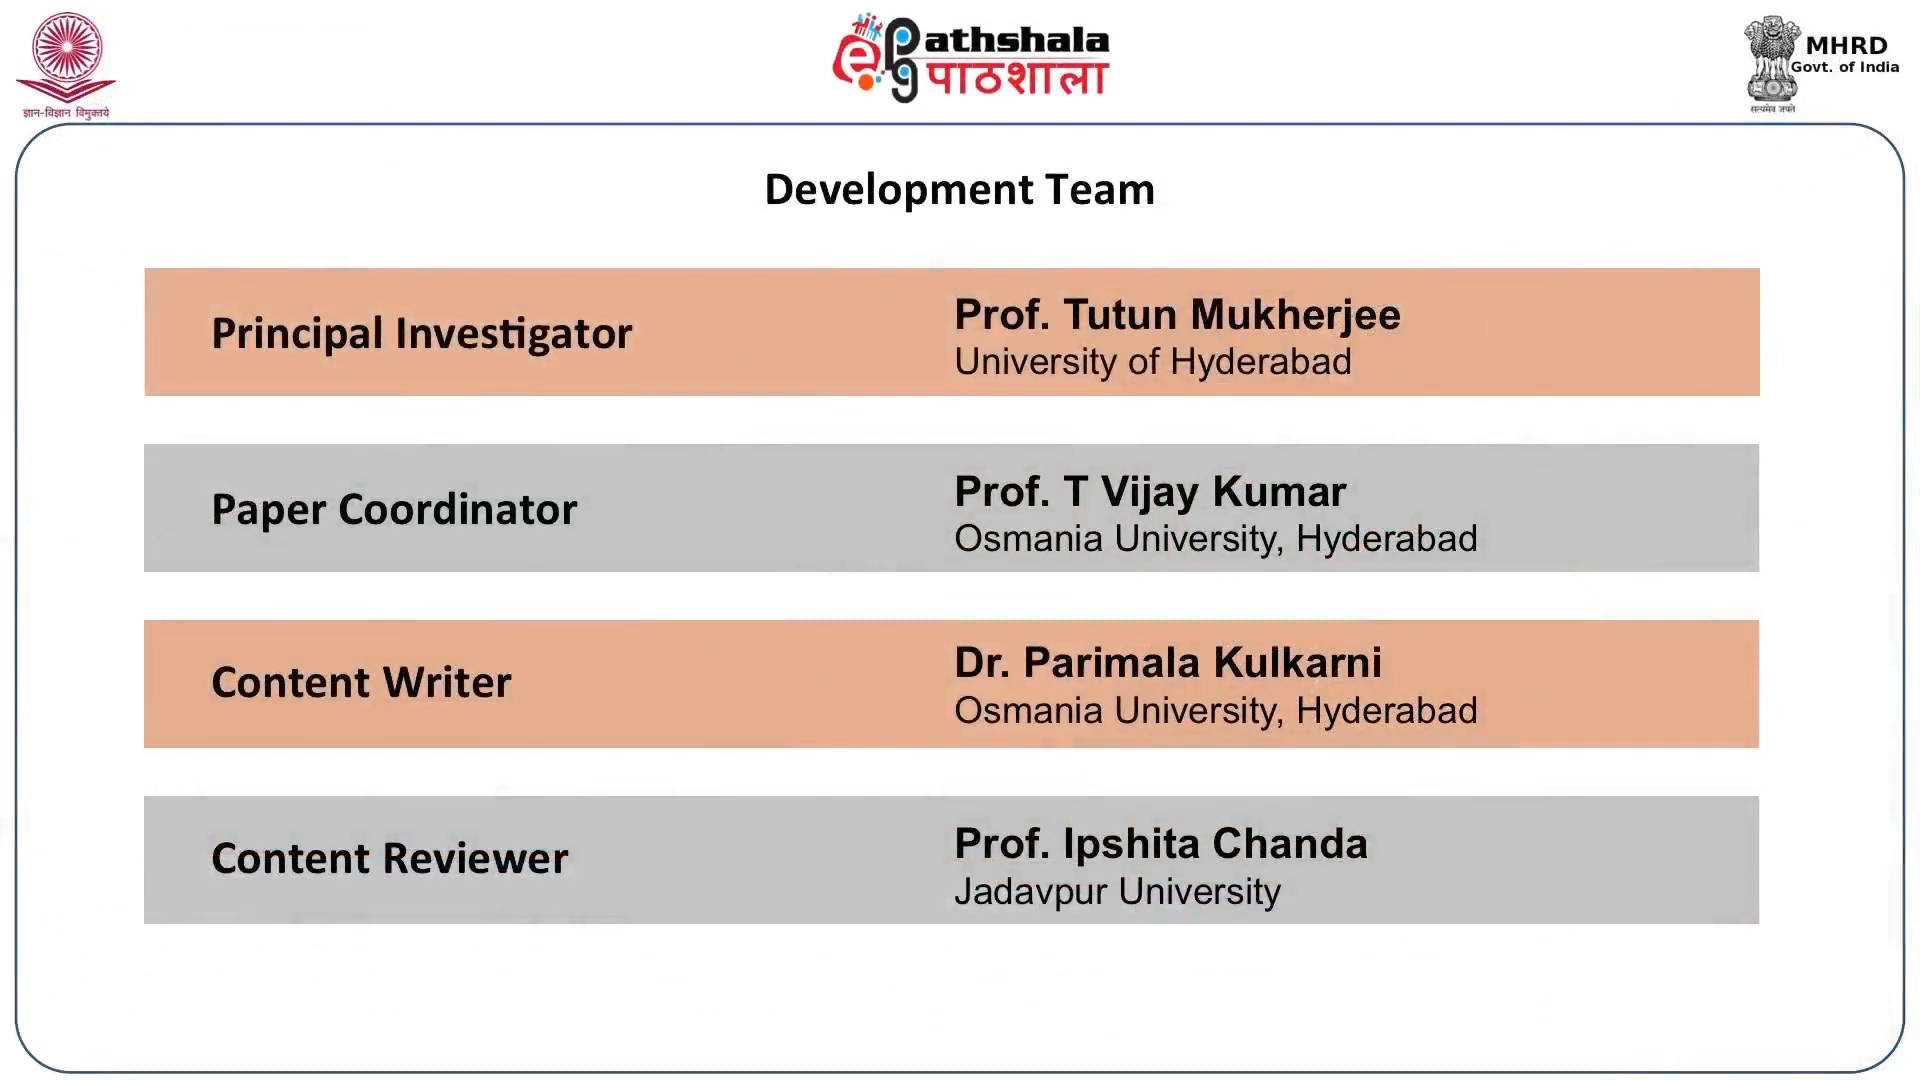 ज्ञान-विज्ञान विमुक्तये
e
Pg
athshala
पाठशाला
MHRD
Govt. of India
सत्यमेव जयते
Development Team
Principal Investigator
Prof. Tutun Mukherjee
University of Hyderabad
Paper Coordinator
Prof. T Vijay Kumar
Osmania University, Hyderabad
Content Writer
Dr. Parimala Kulkarni
Osmania University, Hyderabad
Content Reviewer
Prof. Ipshita Chanda
Jadavpur University